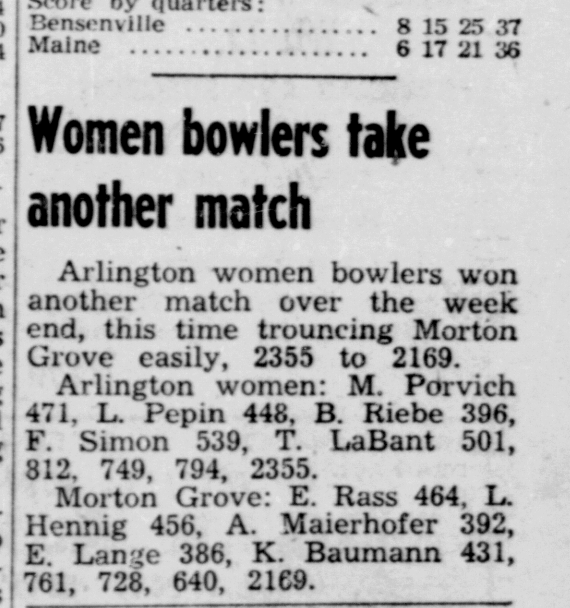 Score by quarters:
Bensenville ................ 8 15 25 37
Maine .................... 6 17 21 36
Women bowlers take
another match
Arlington women bowlers won
another match over the week
end, this time trouncing Morton
Grove easily, 2355 to 2169.
Arlington women: M. Porvich
471, L. Pepin 448, B. Riebe 396,
F. Simon 539, T. LaBant 501,
812, 749, 794, 2355.
Morton Grove: E. Rass 464, L.
Hennig 456, A. Maierhofer 392,
E. Lange 386, K. Baumann 431,
761, 728, 640, 2169.